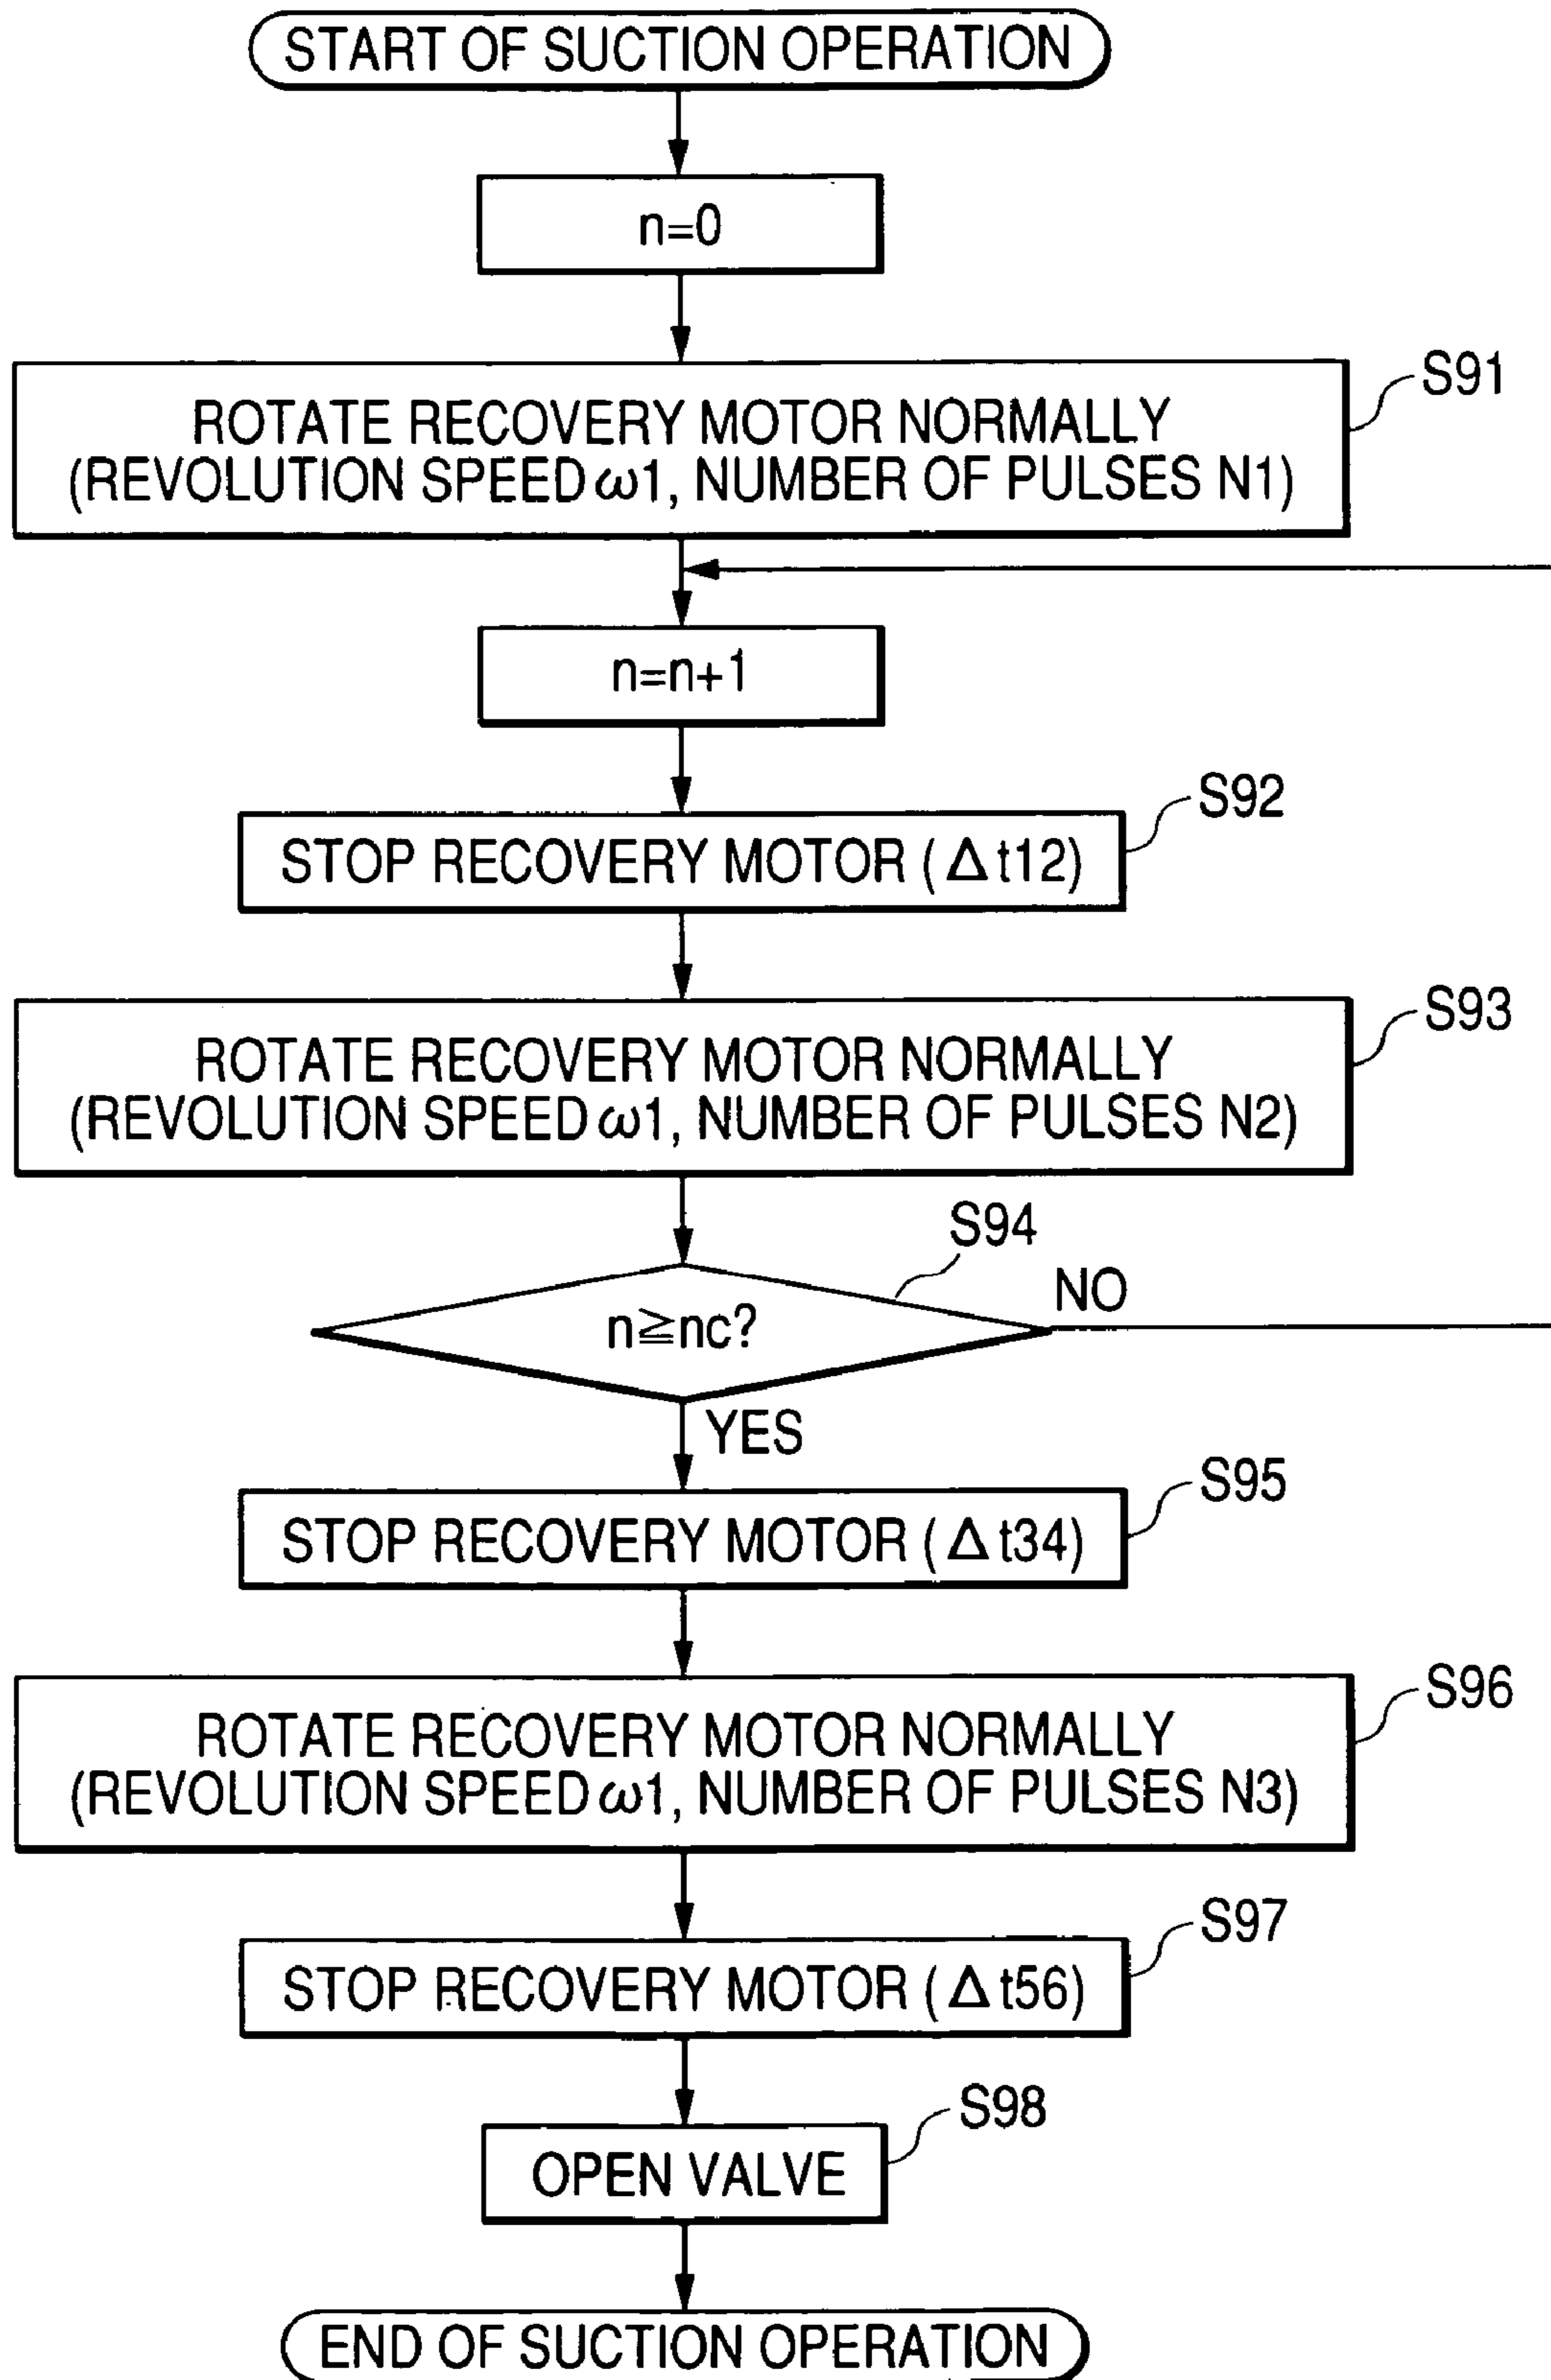 START OF SUCTION OPERATION
n=0
S91
ROTATE RECOVERY MOTOR NORMALLY
(REVOLUTION SPEED ω1, NUMBER OF PULSES N1)
n=n+1
S92
STOP RECOVERY MOTOR (Δt12)
S93
ROTATE RECOVERY MOTOR NORMALLY
(REVOLUTION SPEED ω1, NUMBER OF PULSES N2)
S94
n≧nc?
NO
YES
S95
STOP RECOVERY MOTOR (Δt34)
S96
ROTATE RECOVERY MOTOR NORMALLY
(REVOLUTION SPEED ω1, NUMBER OF PULSES N3)
S97
STOP RECOVERY MOTOR (Δt56)
S98
OPEN VALVE
END OF SUCTION OPERATION